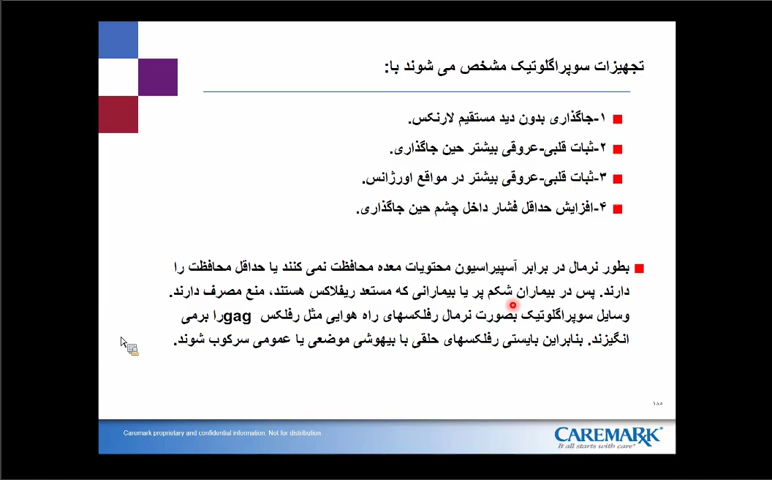 تجهیزات سوپراگلوتیک مشخص می شوند با:
۱-جاگذاری بدون دید مستقیم لارنکس.
۲-ثبات قلبی-عروقی بیشتر حین جاگذاری.
۳-ثبات قلبی-عروقی بیشتر در مواقع اورژانس.
۴-افزایش حداقل فشار داخل چشم حین جاگذاری.
بطور نرمال در برابر آسپیراسیون محتویات معده محافظت نمی کنند یا حداقل محافظت را
دارند. پس در بیماران شکم پر یا بیمارانی که مستعد ریفلاکس هستند، منع مصرف دارند.
وسایل سوپراگلوتیک بصورت نرمال رفلکسهای راه هوایی مثل رفلکس gagرا برمی
انگیزند. بنابراین بایستی رفلکسهای حلقی با بیهوشی موضعی یا عمومی سرکوب شوند.
۱۸۸
Caremark proprietary and confidential information. Not for distribution
CAREMARK
It all starts with care